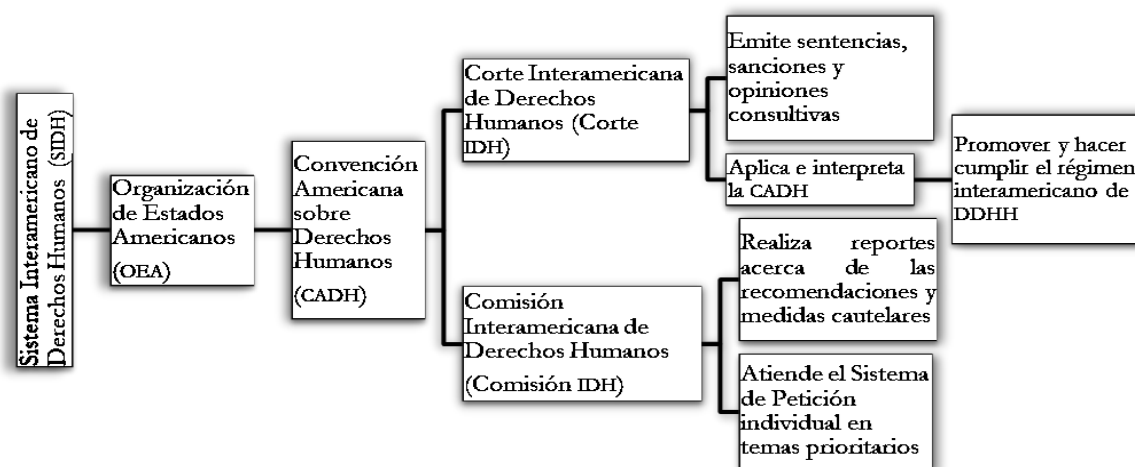 Sistema Interamericano de
Derechos Humanos (SIDH)
Organización
de Estados
Americanos
(OEA)
Convención
Americana
sobre
Derechos
Humanos
(CADH)
Corte Interamericana
de Derechos
Humanos (Corte
IDH)
Emite sentencias,
sanciones y
opiniones
consultivas
Aplica e interpreta
la CADH
Promover y hacer
cumplir el régimen
interamericano de
DDHH
Comisión
Interamericana de
Derechos Humanos
(Comisión IDH)
Realiza reportes
acerca de las
recomendaciones y
medidas cautelares
Atiende el Sistema
de Petición
individual en
temas prioritarios